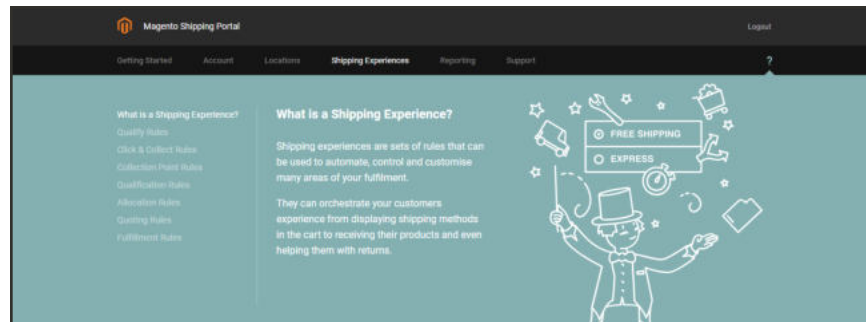 Magento Shipping Portal
Logout
Getting Started Account Locations Shipping Experiences Reporting Support ?
What is a Shipping Experience?
Qualify Rules
Click & Collect Rules
Collection Point Rules
Qualification Rules
Allocation Rules
Quoting Rules
Fulfillment Rules
What is a Shipping Experience?
Shipping experiences are sets of rules that can
be used to automate, control and customise
many areas of your fulfilment.
They can orchestrate your customers
experience from displaying shipping methods
in the cart to receiving their products and even
helping them with returns.
FREE SHIPPING
EXPRESS